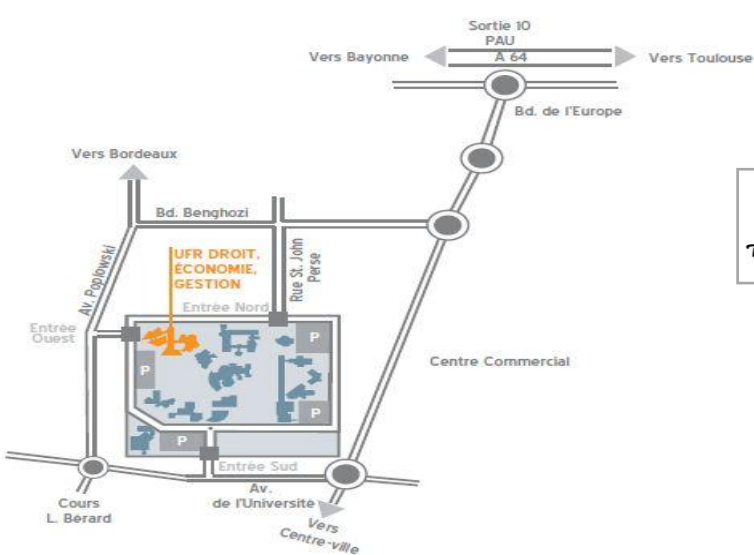 Sortie 10
PAU
A 64
Vers Bayonne
Vers Toulouse
Bd. de l'Europe
Vers Bordeaux
Bd. Benghozi
Av. Poplowski
UFR DROIT,
ÉCONOMIE,
GESTION
Rue St. John
Perse
Entrée Nord
Entrée
Ouest
P
P
P
P
Centre Commercial
Entrée Sud
Av.
de l'Université
Cours
L. Bérard
Vers
Centre-ville